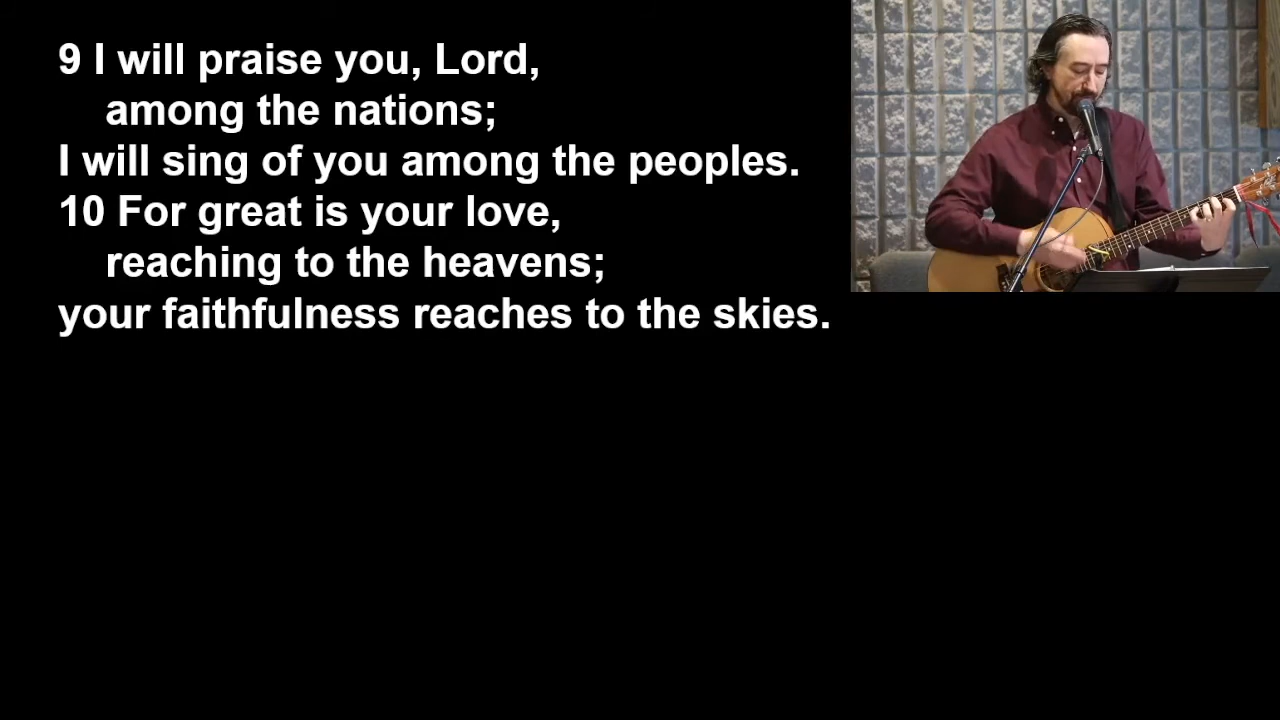 9 I will praise you, Lord,
among the nations;
I will sing of you among the peoples.
10 For great is your love,
reaching to the heavens;
your faithfulness reaches to the skies.